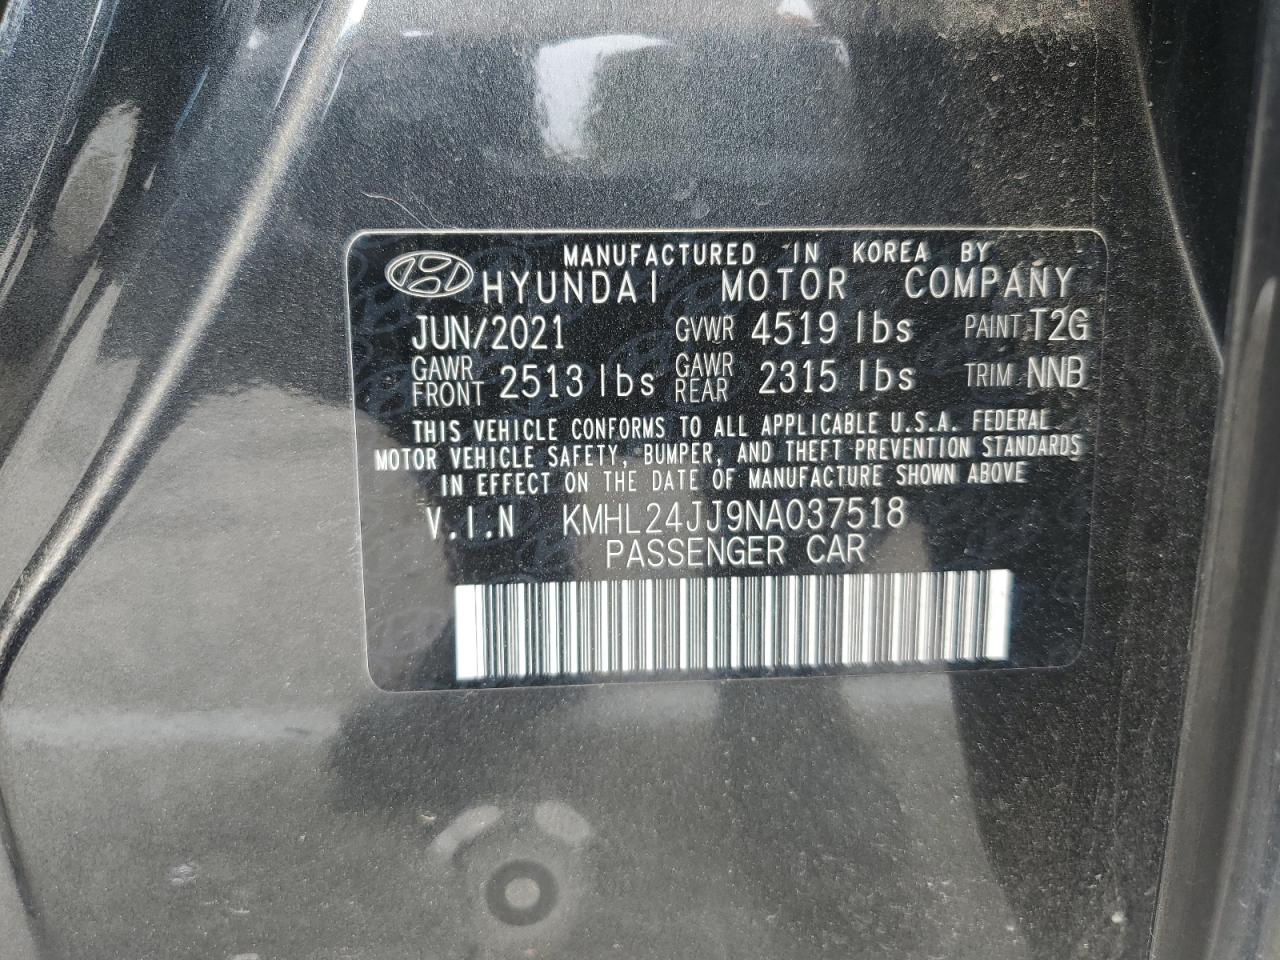 MANUFACTURED IN KOREA BY
HYUNDAI MOTOR COMPANY
JUN/2021 GVWR 4519 lbs PAINT T2G
GAWR FRONT 2513 lbs GAWR REAR 2315 lbs TRIM NNB
THIS VEHICLE CONFORMS TO ALL APPLICABLE U.S.A. FEDERAL
MOTOR VEHICLE SAFETY, BUMPER, AND THEFT PREVENTION STANDARDS
IN EFFECT ON THE DATE OF MANUFACTURE SHOWN ABOVE
V.I.N KMHL24JJ9NA037518
PASSENGER CAR